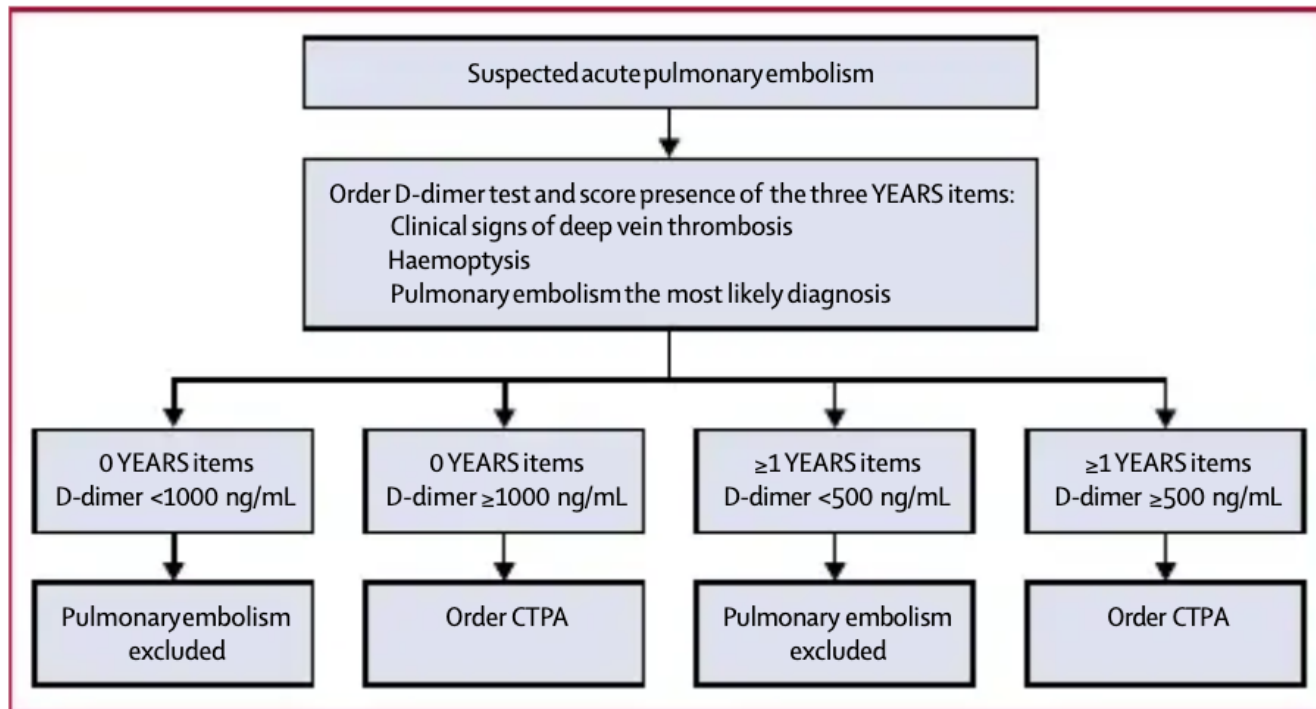 Suspected acute pulmonary embolism
Order D-dimer test and score presence of the three YEARS items:
Clinical signs of deep vein thrombosis
Haemoptysis
Pulmonary embolism the most likely diagnosis
0 YEARS items
D-dimer <1000 ng/mL
0 YEARS items
D-dimer ≥1000 ng/mL
≥1 YEARS items
D-dimer <500 ng/mL
≥1 YEARS items
D-dimer ≥500 ng/mL
Pulmonary embolism
excluded
Order CTPA
Pulmonary embolism
excluded
Order CTPA